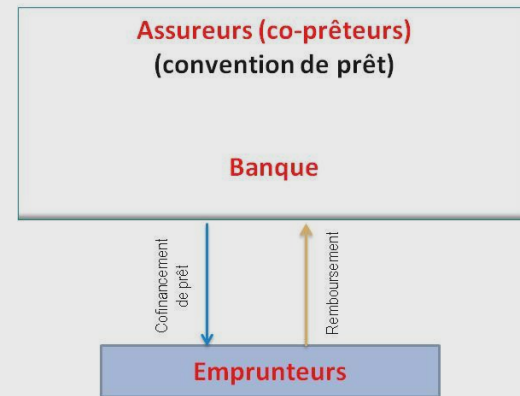 Assureurs (co-prêteurs)
(convention de prêt)
Banque
Cofinancement
de prêt
Remboursement
Emprunteurs